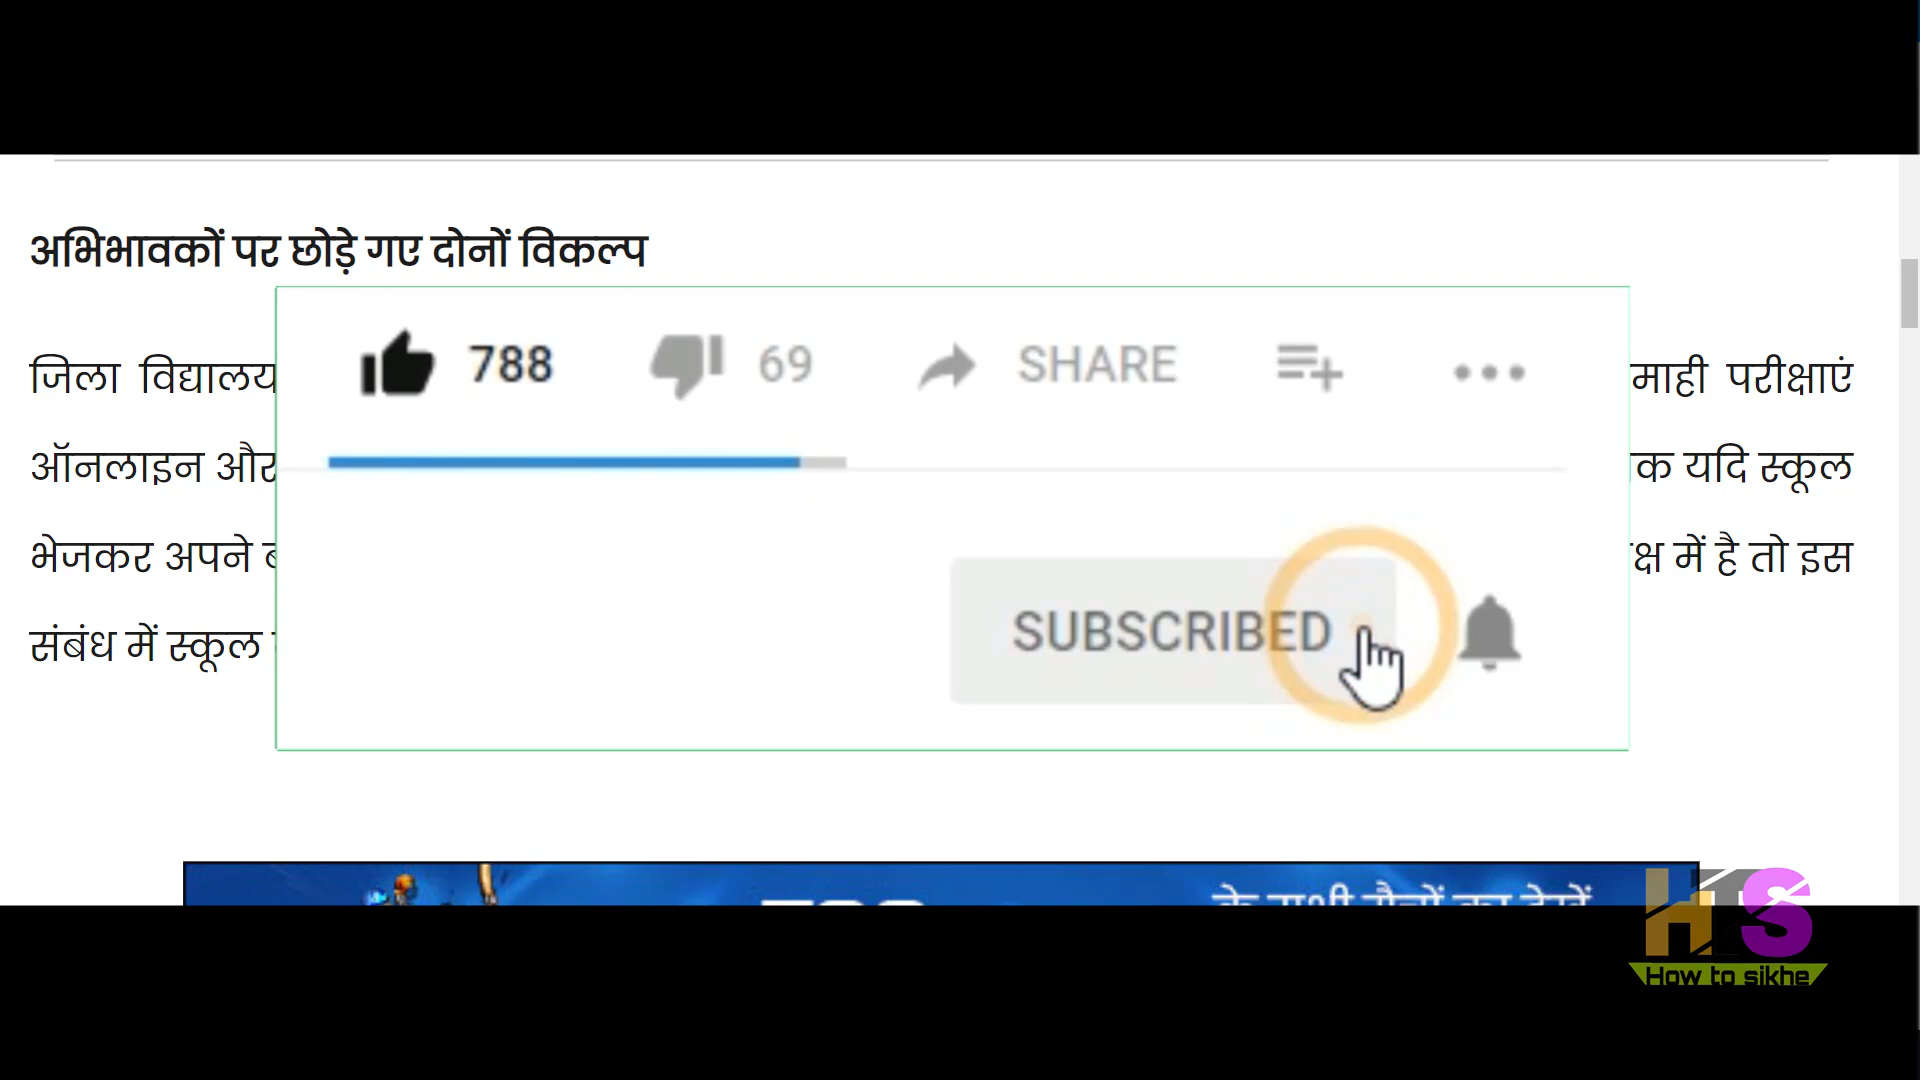 अभिभावकों पर छोड़े गए दोनों विकल्प
788 69 SHARE
जिला विद्यालय माही परीक्षाएं
ऑनलाइन और क यदि स्कूल
भेजकर अपने क्ष में है तो इस
संबंध में स्कूल
SUBSCRIBED
HTS
How to sikhe